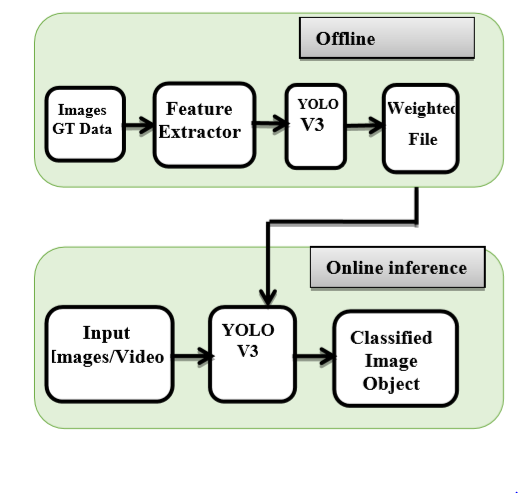 Offline
Images
GT Data
Feature
Extractor
YOLO
V3
Weighted
File
Online inference
Input
Images/Video
YOLO
V3
Classified
Image
Object